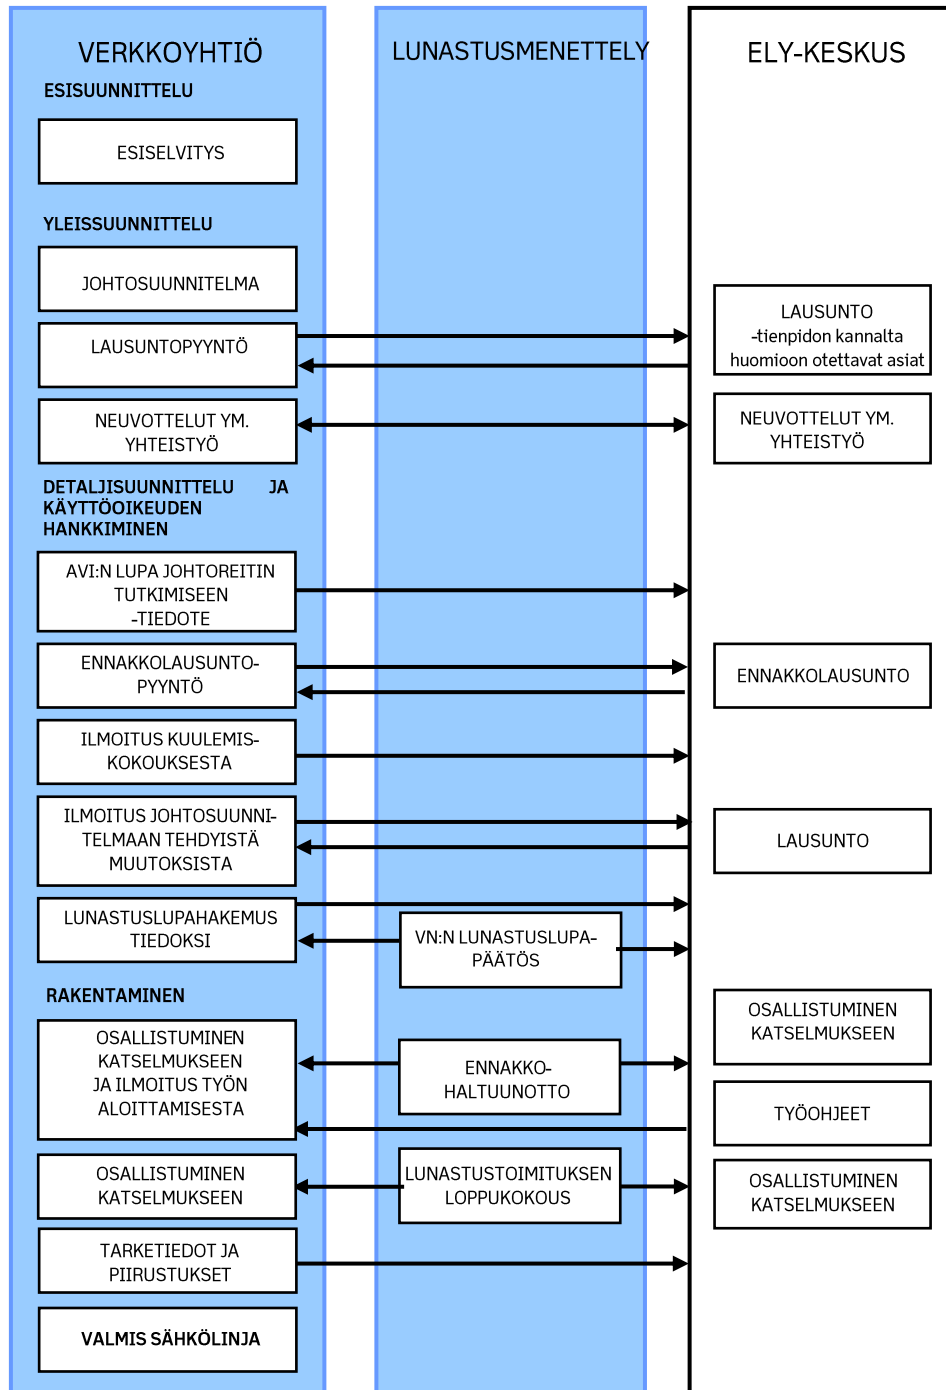 VERKKOYHTIÖ
ESISUUNNITTELU
ESISELVITYS
YLEISSUUNNITTELU
JOHTOSUUNNITELMA
LAUSUNTOPYYNTÖ
NEUVOTTELUT YM.
YHTEISTYÖ
DETALJISUUNNITTELU JA
KÄYTTÖOIKEUDEN
HANKKIMINEN
AVI:N LUPA JOHTOREITIN
TUTKIMISEEN
-TIEDOTE
ENNAKKOLAUSUNTO-
PYYNTÖ
ILMOITUS KUULEMIS-
KOKOUKSESTA
ILMOITUS JOHTOSUUNNI-
TELMAAN TEHDYISTÄ
MUUTOKSISTA
LUNASTUSLUPAHAKEMUS
TIEDOKSI
RAKENTAMINEN
OSALLISTUMINEN
KATSELMUKSEEN
JA ILMOITUS TYÖN
ALOITTAMISESTA
OSALLISTUMINEN
KATSELMUKSEEN
TARKETIEDOT JA
PIIRUSTUKSET
VALMIS SÄHKÖLINJA
LUNASTUSMENETTELY
VN:N LUNASTUSLUPA-
PÄÄTÖS
ENNAKKO-
HALTUUNOTTO
LUNASTUSTOIMITUKSEN
LOPPUKOKOUS
ELY-KESKUS
LAUSUNTO
-tienpidon kannalta
huomioon otettavat asiat
NEUVOTTELUT YM.
YHTEISTYÖ
ENNAKKOLAUSUNTO
LAUSUNTO
OSALLISTUMINEN
KATSELMUKSEEN
TYÖOHJEET
OSALLISTUMINEN
KATSELMUKSEEN